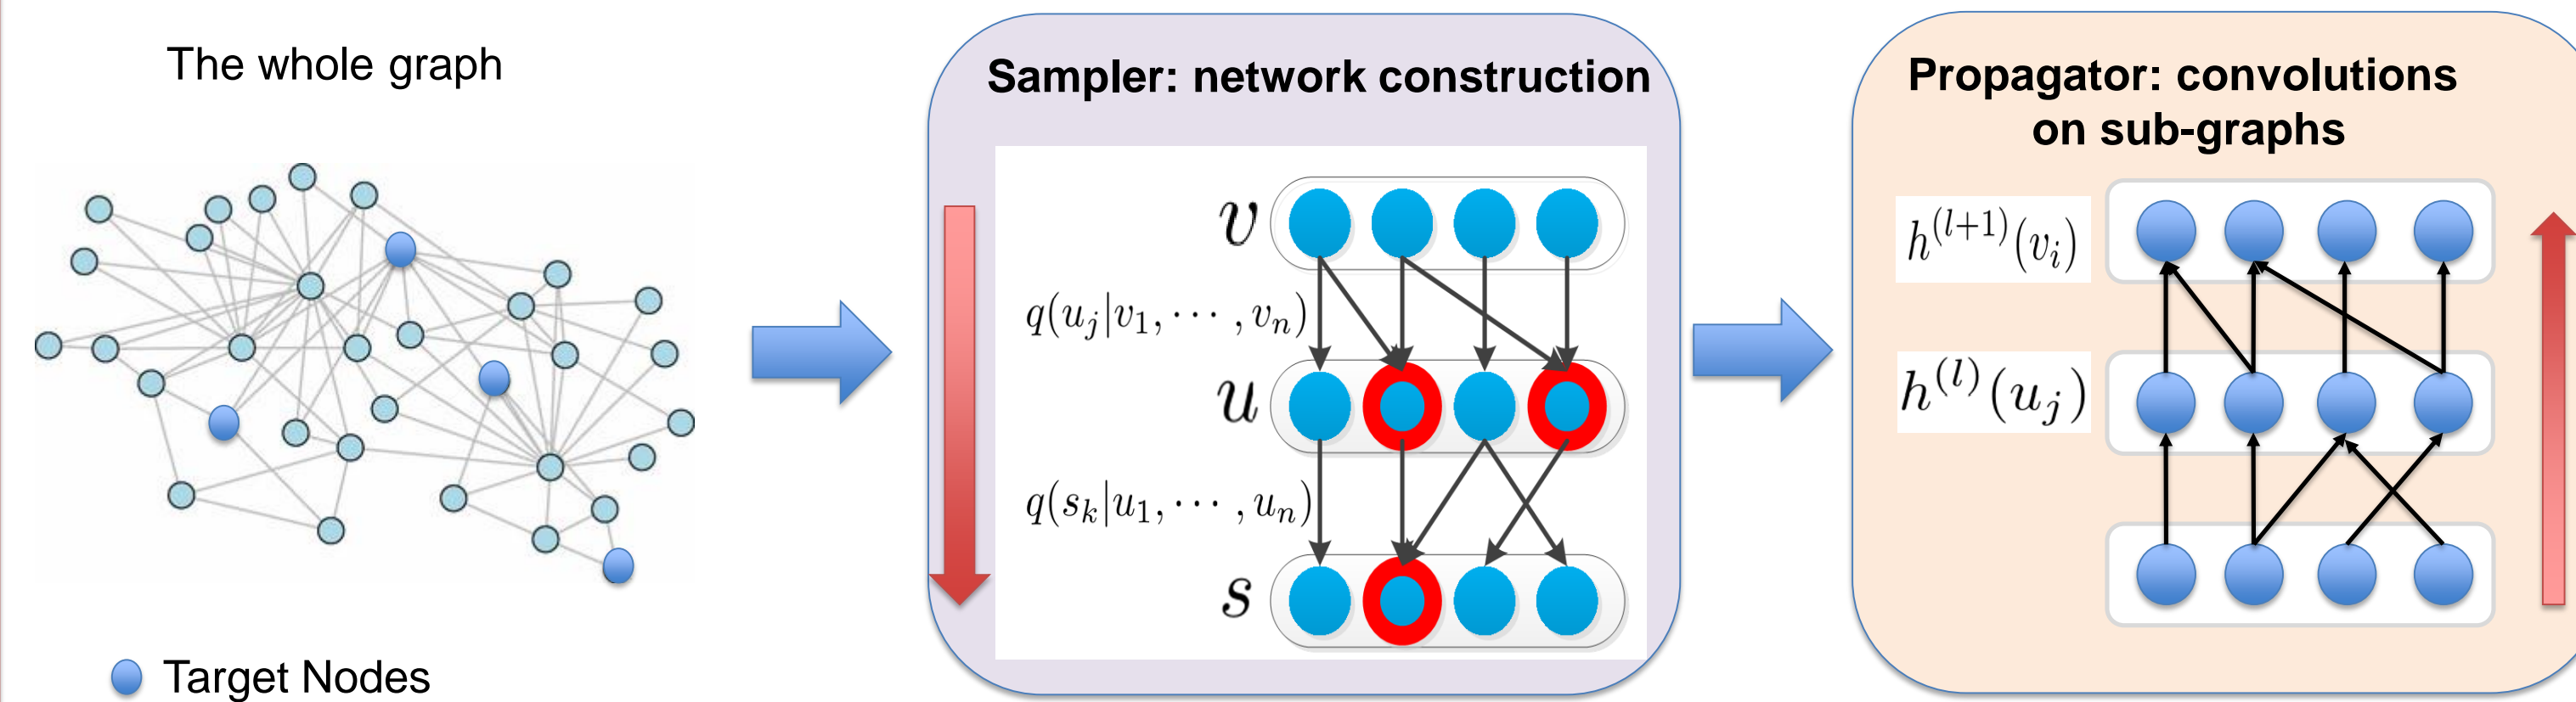 The whole graph
Target Nodes
Sampler: network construction
v
q(u_j|v_1, ⋯ , v_n)
u
q(s_k|u_1, ⋯ , u_n)
s
Propagator: convolutions
on sub-graphs
h^{(l+1)}(v_i)
h^{(l)}(u_j)